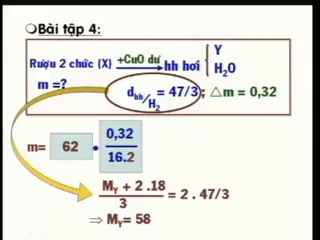 Bài tập 4:
Rượu 2 chức (X) +CuO dư hh hơi Y
H₂O
m =? dhh/H₂ = 47/3; △m = 0,32
m= 62 • 0,32
16.2
MY + 2 .18
3 = 2 . 47/3
⇒ MY= 58